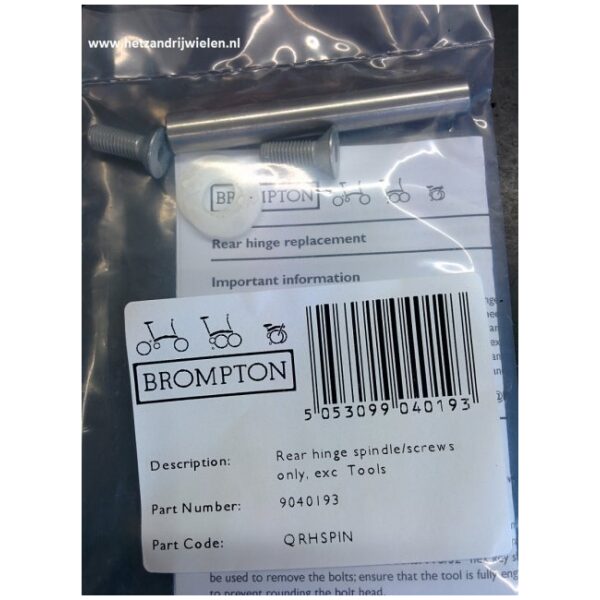 www.hetzandrijwielen.nl
BROMPTON
Rear hinge replacement
Important information
BROMPTON
5 053099 040193
Description: Rear hinge spindle/screws
only, exc Tools
Part Number: 9040193
Part Code: QRHSPIN
hex key
be used to remove the bolts; ensure that the tool is fully eng
to prevent rounding the bolt head.